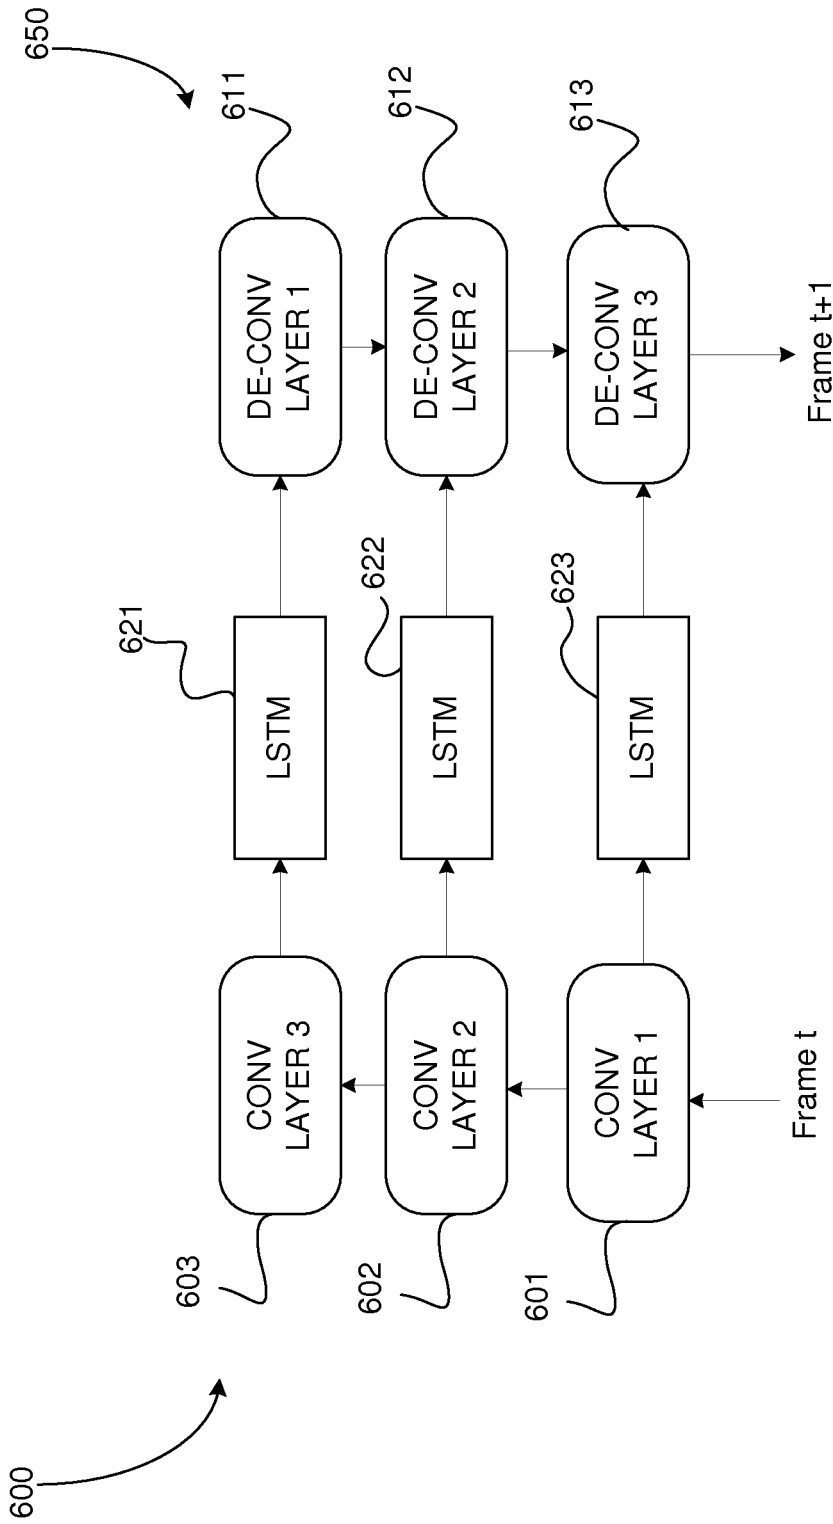 600
650
603
621
611
CONV
LAYER 3
LSTM
DE-CONV
LAYER 1
602
622
612
CONV
LAYER 2
LSTM
DE-CONV
LAYER 2
601
623
613
CONV
LAYER 1
LSTM
DE-CONV
LAYER 3
Frame t
Frame t+1